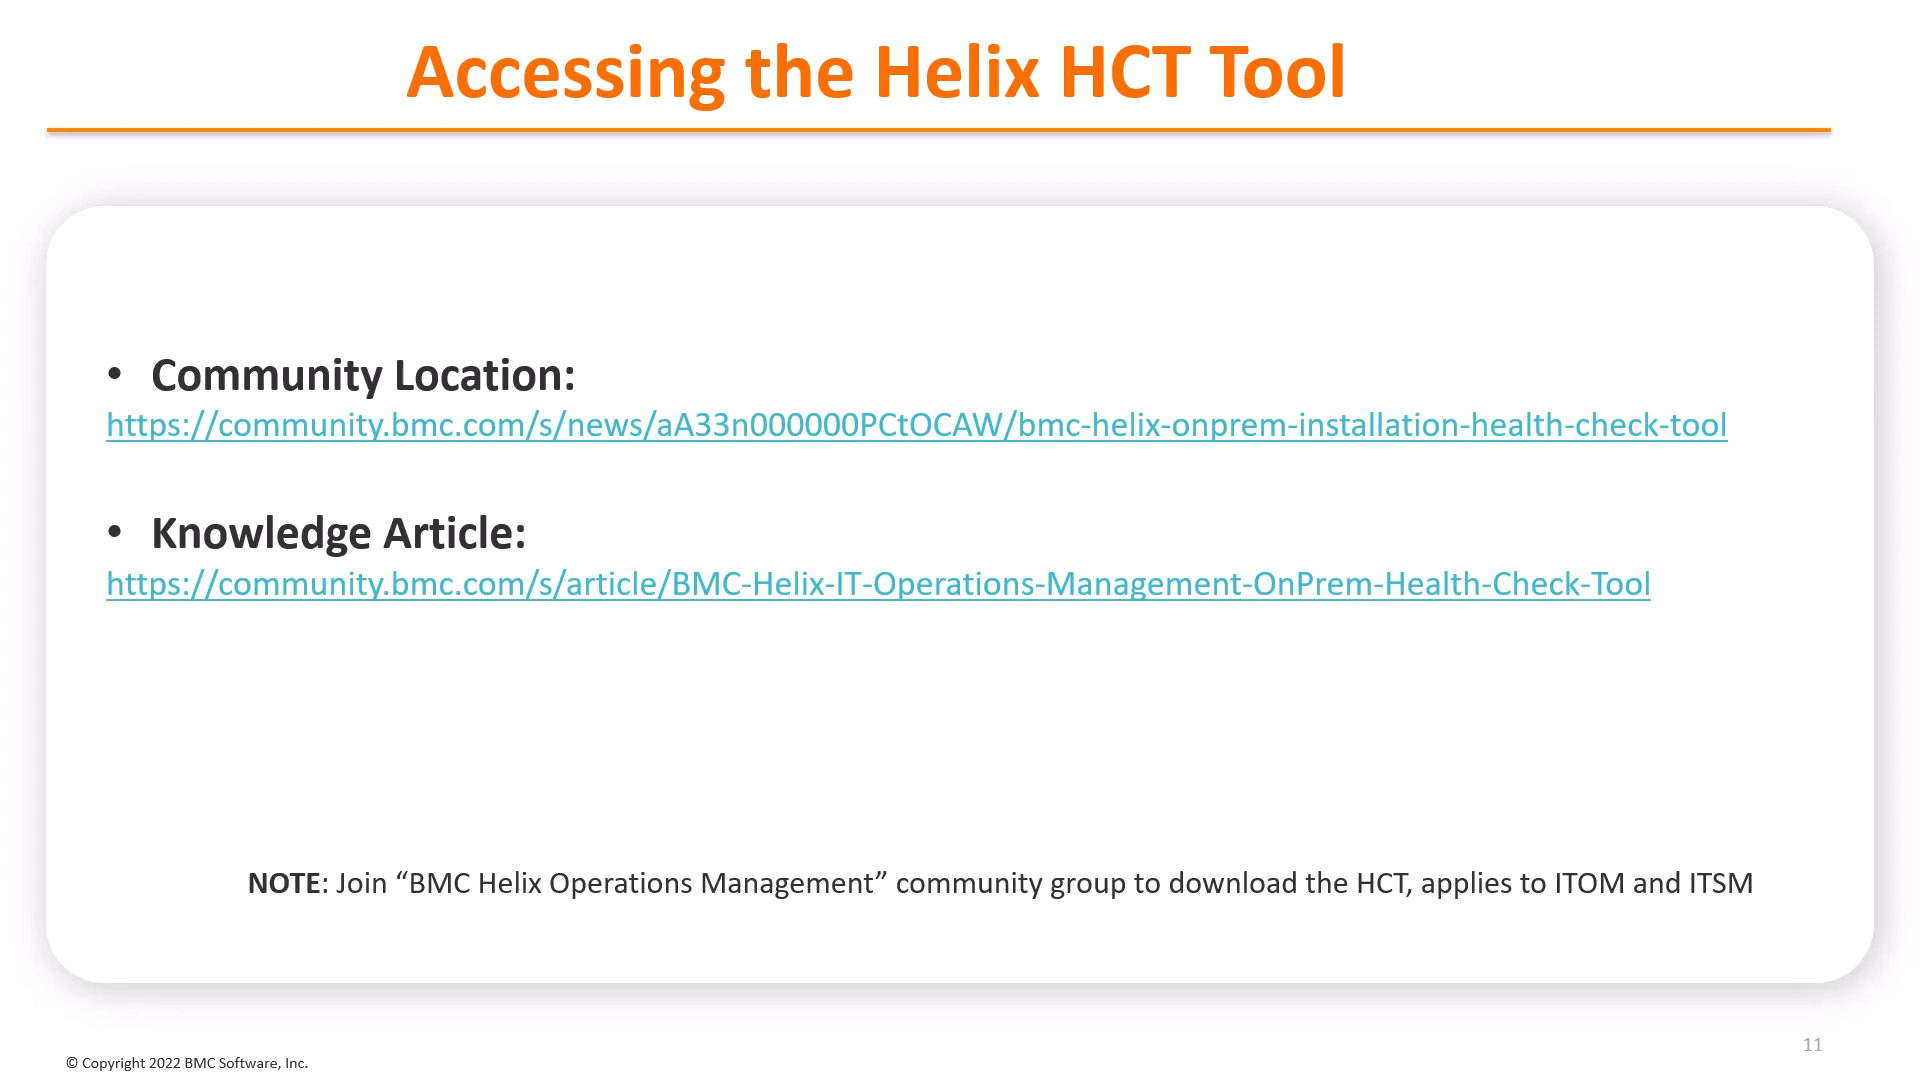 Accessing the Helix HCT Tool
• Community Location:
https://community.bmc.com/s/news/aA33n000000PCtOCAW/bmc-helix-onprem-installation-health-check-tool
• Knowledge Article:
https://community.bmc.com/s/article/BMC-Helix-IT-Operations-Management-OnPrem-Health-Check-Tool
NOTE: Join “BMC Helix Operations Management” community group to download the HCT, applies to ITOM and ITSM
11
© Copyright 2022 BMC Software, Inc.